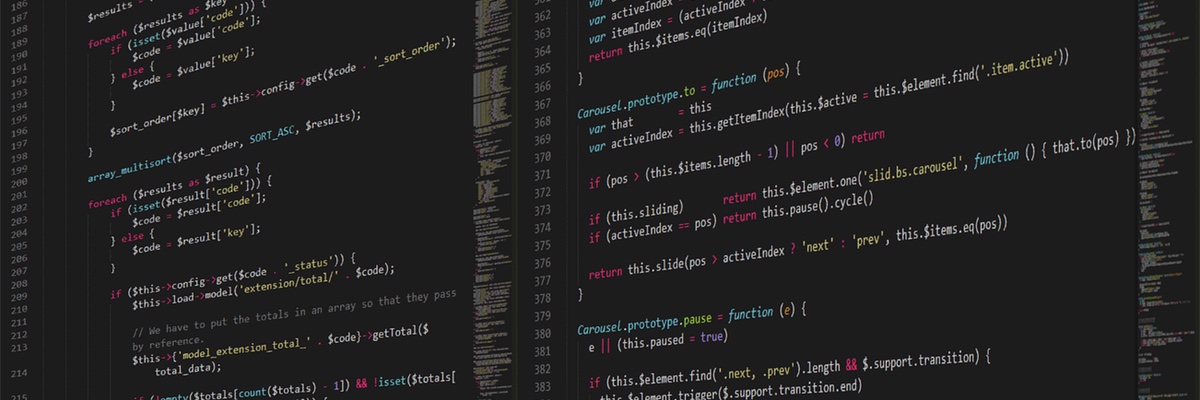 186
187
188
189
190
191
192
193
194
195
196
197
198
199
200
201
202
203
204
205
206
207
208
209
210
211
212
213
214
215
$results =
foreach ($results as $key
if (isset($value['code'])) {
$code = $value['code'];
} else {
$code = $value['key'];
}
$sort_order[$key] = $this->config->get($code . '_sort_order');
}
array_multisort($sort_order, SORT_ASC, $results);
foreach ($results as $result) {
if (isset($result['code'])) {
$code = $result['code'];
} else {
$code = $result['key'];
}
if ($this->config->get($code . '_status')) {
$this->load->model('extension/total/' . $code);
// We have to put the totals in an array so that they pass
by reference.
$this->{'model_extension_total_' . $code}->getTotal($
total_data);
if (!empty($totals[count($totals) - 1]) && !isset($totals[
361
362
363
364
365
366
367
368
369
370
371
372
373
374
375
376
377
378
379
380
381
382
383
var
var activeIndex =
var itemIndex = (activeIndex
return this.$items.eq(itemIndex)
}
Carousel.prototype.to = function (pos) {
var that = this
var activeIndex = this.getItemIndex(this.$active = this.$element.find('.item.active'))
if (pos > (this.$items.length - 1) || pos < 0) return
if (this.sliding) return this.$element.one('slid.bs.carousel', function () { that.to(pos) })
if (activeIndex == pos) return this.pause().cycle()
return this.slide(pos > activeIndex ? 'next' : 'prev', this.$items.eq(pos))
}
Carousel.prototype.pause = function (e) {
e || (this.paused = true)
if (this.$element.find('.next, .prev').length && $.support.transition) {
this.$element.trigger($.support.transition.end)